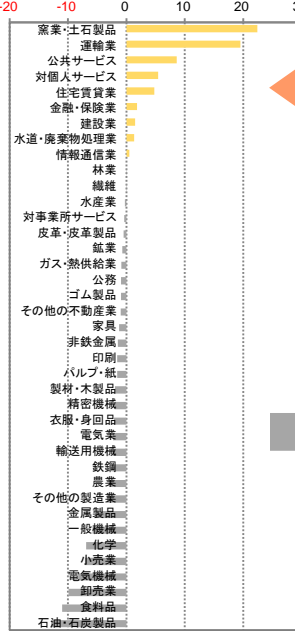 -20 -10 0 10 20 3
窯業・土石製品
運輸業
公共サービス
対個人サービス
住宅賃貸業
金融・保険業
建設業
水道・廃棄物処理業
情報通信業
林業
繊維
水産業
対事業所サービス
皮革・皮革製品
鉱業
ガス・熱供給業
公務
ゴム製品
その他の不動産業
家具
非鉄金属
印刷
パルプ・紙
製材・木製品
精密機械
衣服・身回品
電気業
輸送用機械
鉄鋼
農業
その他の製造業
金属製品
一般機械
化学
小売業
電気機械
卸売業
食料品
石油・石炭製品